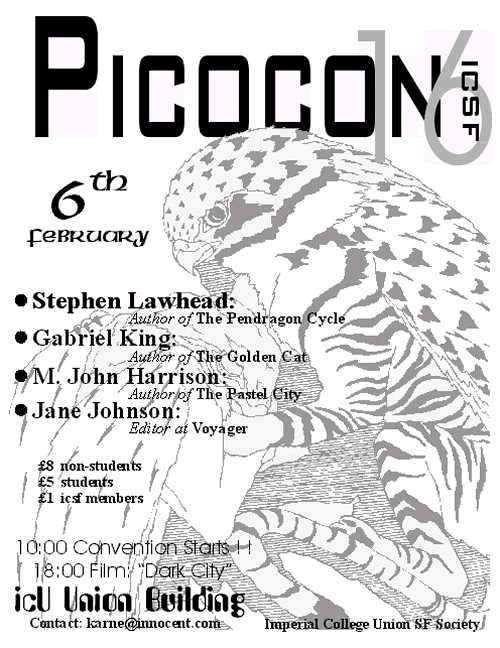 PICOCON 16
ICSF
6th
February
● Stephen Lawhead:
Author of The Pendragon Cycle
● Gabriel King:
Author of The Golden Cat
● M. John Harrison:
Author of The Pastel City
● Jane Johnson:
Editor at Voyager
£8 non-students
£5 students
£1 icsf members
10:00 Convention Starts !!
18:00 Film: "Dark City"
icU Union Building
Contact: karne@innocent.com
Imperial College Union SF Society